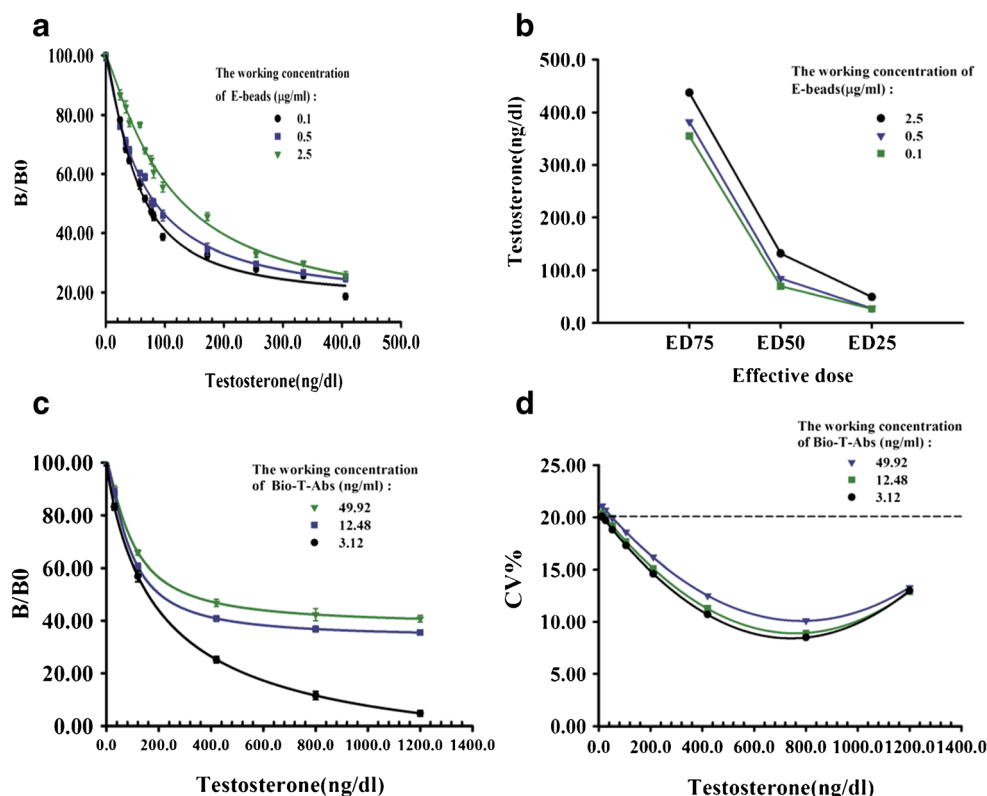 a
100.00
80.00
60.00
40.00
20.00
B/B0
The working concentration
of E-beads (µg/ml) :
0.1
0.5
2.5
0.0
100.0
200.0
300.0
400.0
500.0
Testosterone(ng/dl)
b
500.0
400.0
300.0
200.0
100.0
0.0
Testosterone(ng/dl)
The working concentration of
E-beads(µg/ml) :
2.5
0.5
0.1
ED75
ED50
ED25
Effective dose
c
100.00
80.00
60.00
40.00
20.00
0.00
B/B0
The working concentration
of Bio-T-Abs (ng/ml) :
49.92
12.48
3.12
0.0
200.0
400.0
600.0
800.0
1000.0
1200.0
1400.0
Testosterone(ng/dl)
d
25.00
20.00
15.00
10.00
5.00
0.00
CV%
The working concentration
of Bio-T-Abs (ng/ml) :
49.92
12.48
3.12
0.0
200.0
400.0
600.0
800.0
1000.0
1200.0
1400.0
Testosterone(ng/dl)